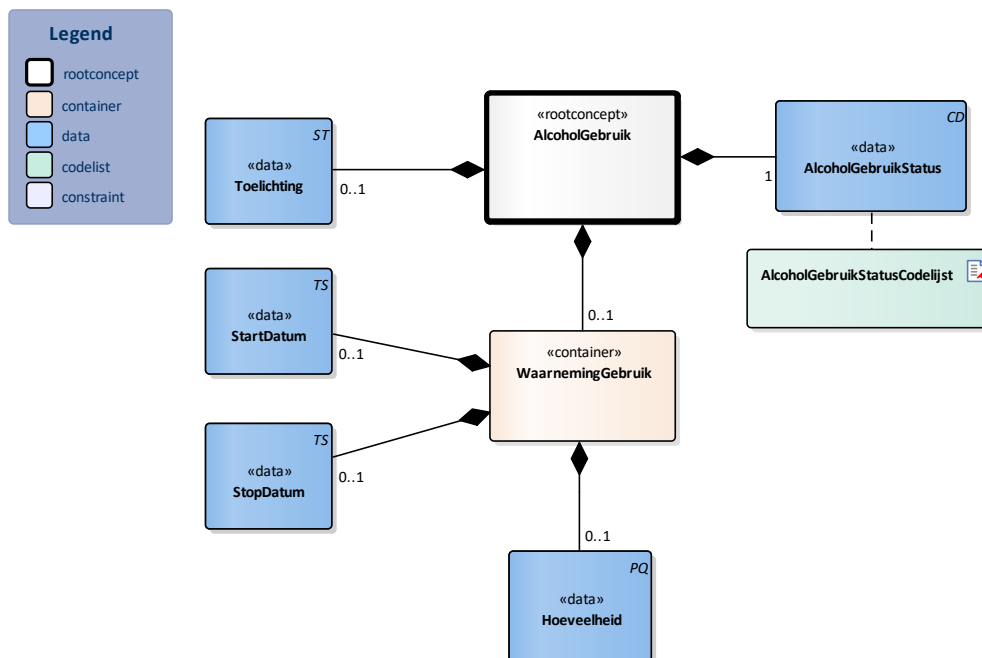 Legend
rootconcept
container
data
codelist
constraint
ST
«data»
Toelichting
0..1
«rootconcept»
AlcoholGebruik
CD
«data»
AlcoholGebruikStatus
1
AlcoholGebruikStatusCodelijst
TS
«data»
StartDatum
0..1
0..1
«container»
WaarnemingGebruik
TS
«data»
StopDatum
0..1
0..1
PQ
«data»
Hoeveelheid